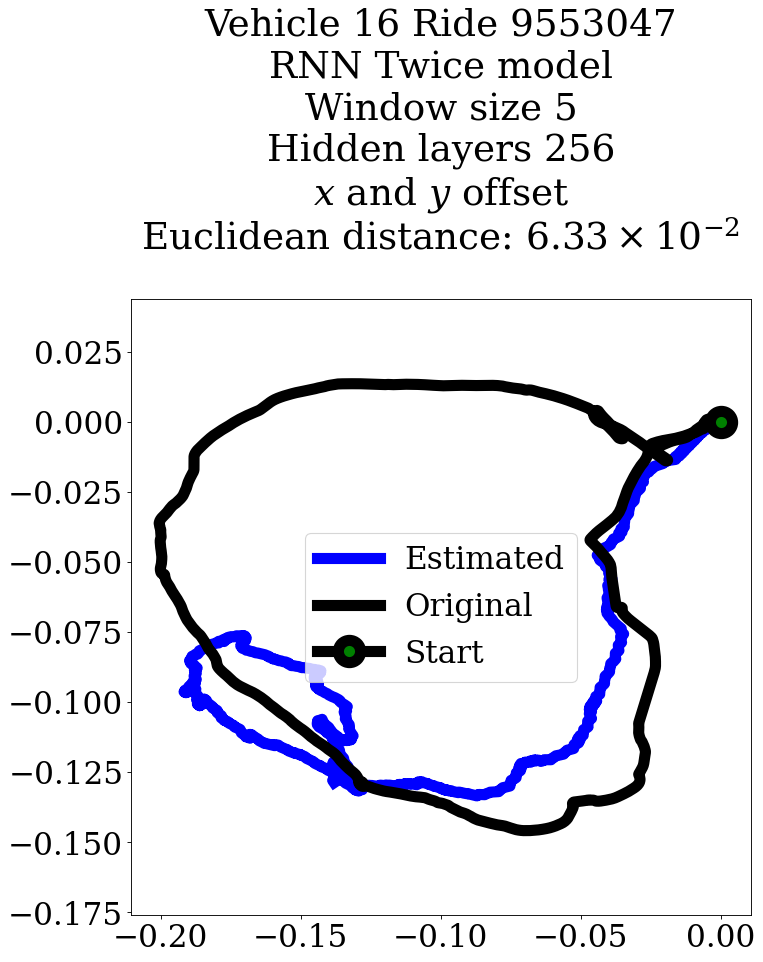 Vehicle 16 Ride 9553047
RNN Twice model
Window size 5
Hidden layers 256
x and y offset
Euclidean distance: 6.33 × 10⁻²
0.025
0.000
−0.025
−0.050
−0.075
−0.100
−0.125
−0.150
−0.175
Estimated
Original
Start
−0.20 −0.15 −0.10 −0.05 0.00